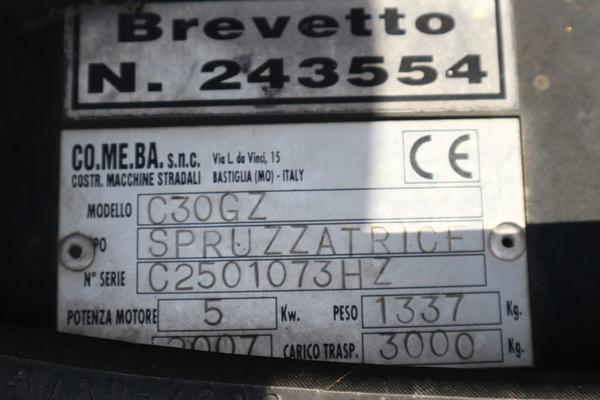 Brevetto
N. 243554
CO.ME.BA. s.n.c. Via L. da Vinci, 15
COSTR. MACCHINE STRADALI BASTIGLIA (MO) - ITALY
CE
MODELLO C30GZ
PO SPRUZZATRICE
N° SERIE C2501073HZ
POTENZA MOTORE 5 Kw. PESO 1337 Kg.
2007 CARICO TRASP. 3000 Kg.